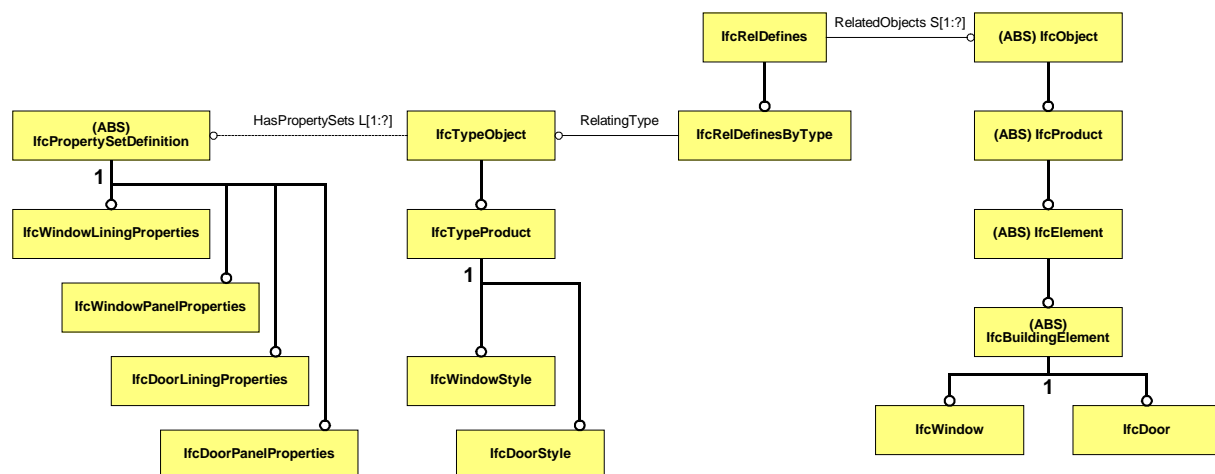 RelatedObjects S[1:?]
IfcRelDefines
(ABS) IfcObject
(ABS)
IfcPropertySetDefinition
HasPropertySets L[1:?]
IfcTypeObject
RelatingType
IfcRelDefinesByType
(ABS) IfcProduct
1
IfcWindowLiningProperties
IfcTypeProduct
(ABS) IfcElement
1
IfcWindowPanelProperties
(ABS)
IfcBuildingElement
IfcDoorLiningProperties
IfcWindowStyle
1
IfcWindow
IfcDoor
IfcDoorPanelProperties
IfcDoorStyle